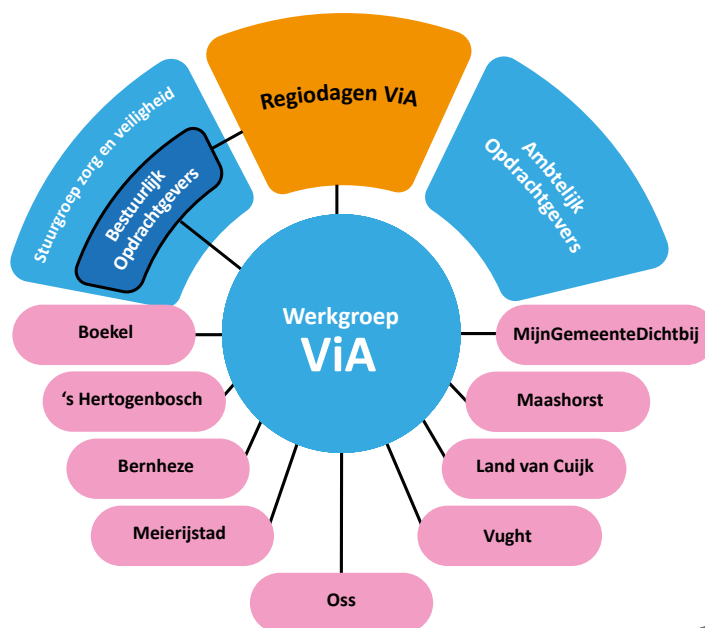 Regiodagen ViA
Stuurgroep zorg en veiligheid
Bestuurlijk
Opdrachtgevers
Ambtelijk
Opdrachtgevers
Werkgroep
ViA
Boekel
‘s Hertogenbosch
Bernheze
Meierijstad
Oss
MijnGemeenteDichtbij
Maashorst
Land van Cuijk
Vught